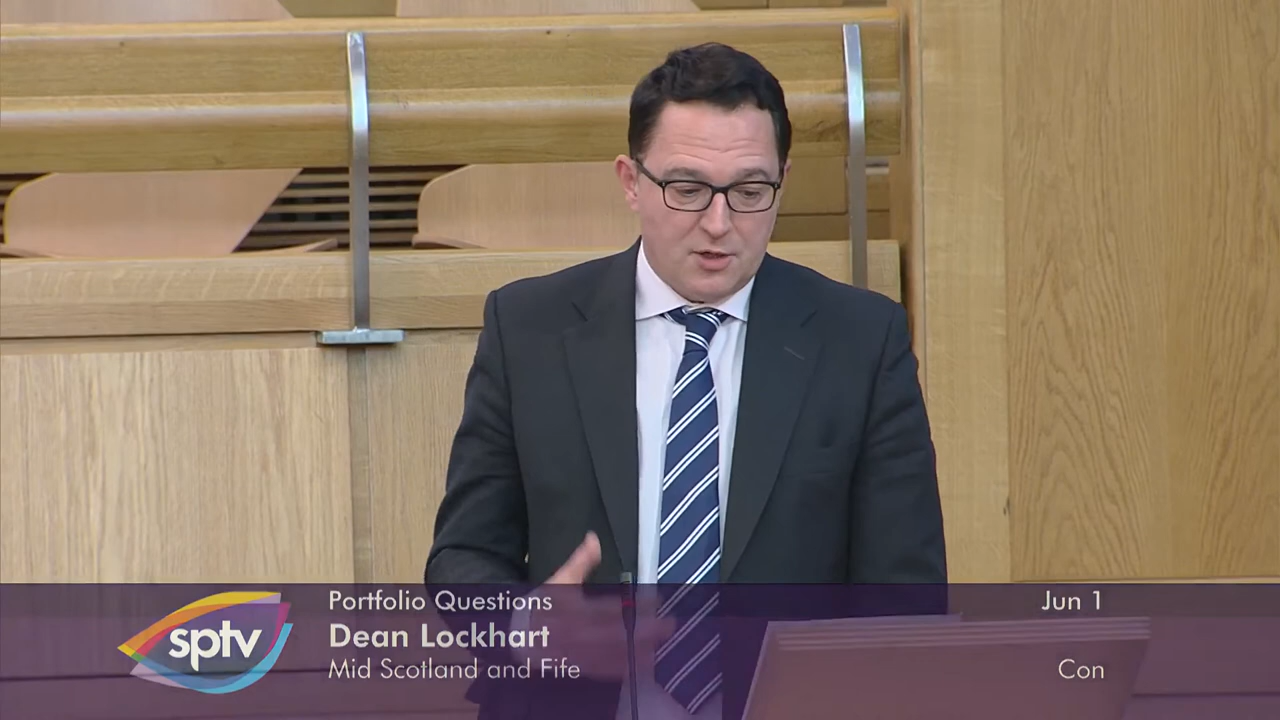 sptv
Portfolio Questions
Jun 1
Dean Lockhart
Mid Scotland and Fife
Con